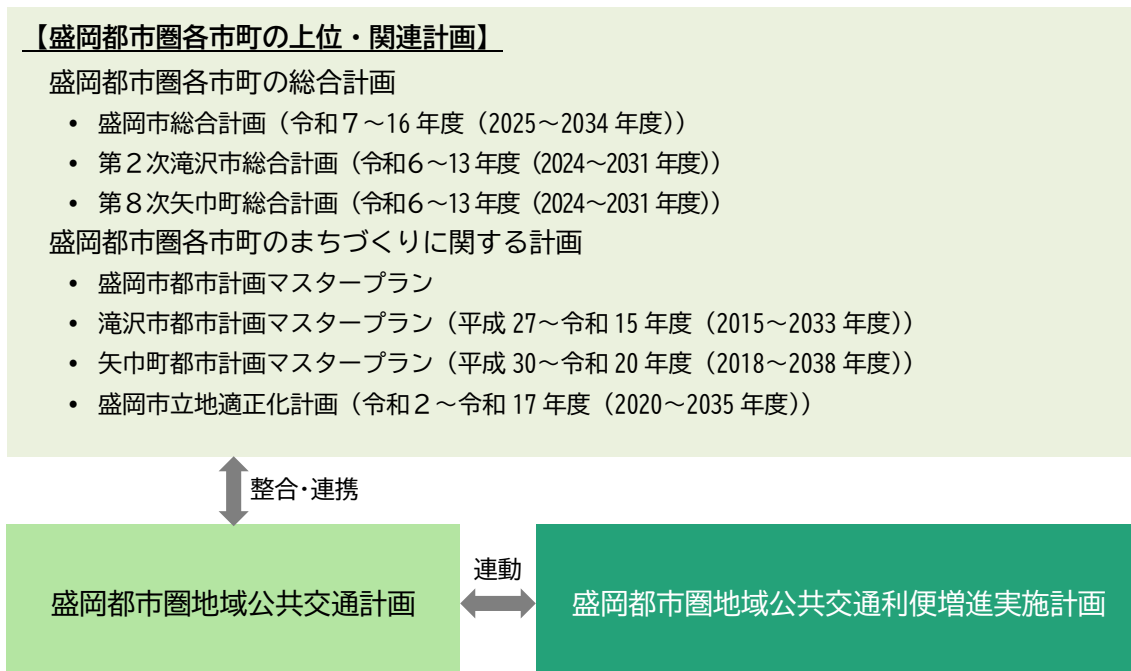 【盛岡都市圏各市町の上位・関連計画】
盛岡都市圏各市町の総合計画
• 盛岡市総合計画（令和７～16 年度（2025～2034 年度））
• 第２次滝沢市総合計画（令和６～13 年度（2024～2031 年度））
• 第８次矢巾町総合計画（令和６～13 年度（2024～2031 年度））
盛岡都市圏各市町のまちづくりに関する計画
• 盛岡市都市計画マスタープラン
• 滝沢市都市計画マスタープラン（平成 27～令和 15 年度（2015～2033 年度））
• 矢巾町都市計画マスタープラン（平成 30～令和 20 年度（2018～2038 年度））
• 盛岡市立地適正化計画（令和２～令和 17 年度（2020～2035 年度））
整合・連携
盛岡都市圏地域公共交通計画
連動
盛岡都市圏地域公共交通利便増進実施計画